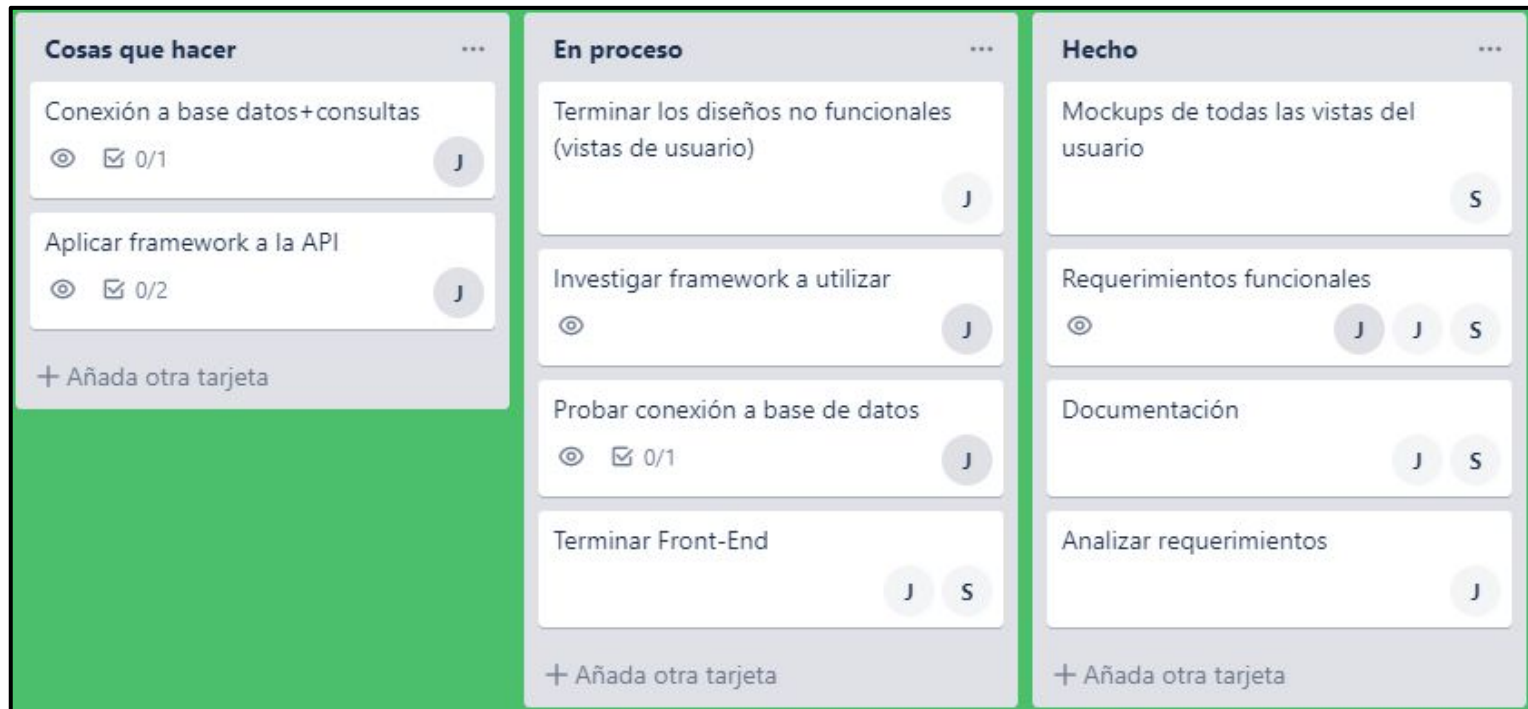 Cosas que hacer
Conexión a base datos+consultas
0/1
J
Aplicar framework a la API
0/2
J
+ Añada otra tarjeta
En proceso
Terminar los diseños no funcionales
(vistas de usuario)
J
Investigar framework a utilizar
J
Probar conexión a base de datos
0/1
J
Terminar Front-End
J S
+ Añada otra tarjeta
Hecho
Mockups de todas las vistas del
usuario
S
Requerimientos funcionales
J J S
Documentación
J S
Analizar requerimientos
J
+ Añada otra tarjeta